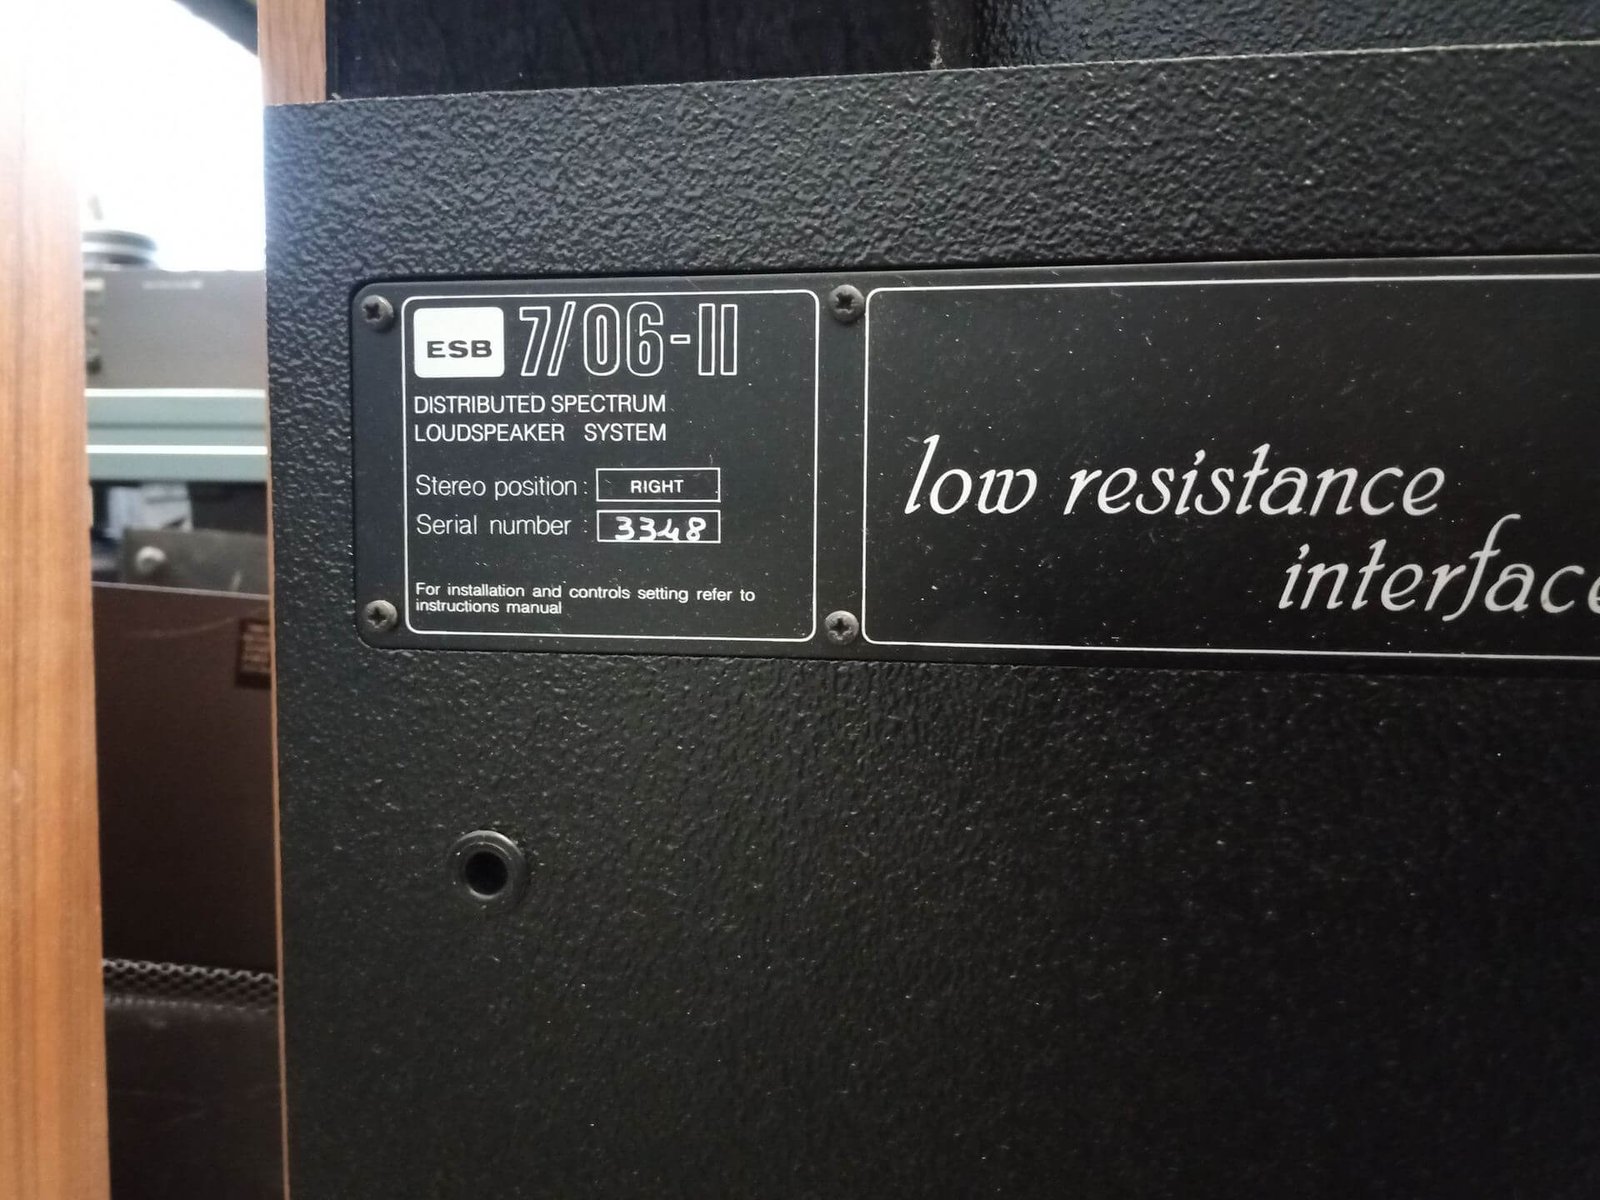 ESB 7/06-II
DISTRIBUTED SPECTRUM
LOUDSPEAKER SYSTEM
Stereo position : RIGHT
Serial number : 3348
For installation and controls setting refer to
instructions manual
low resistance
interface